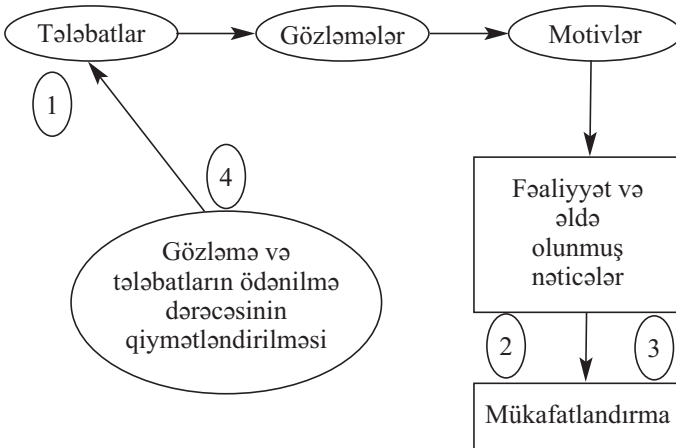 Tələbatlar
Gözləmələr
Motivlər
1
4
Fəaliyyət və
əldə
olunmuş
nəticələr
Gözləmə və
tələbatların ödənilmə
dərəcəsinin
qiymətləndirilməsi
2
3
Mükafatlandırma